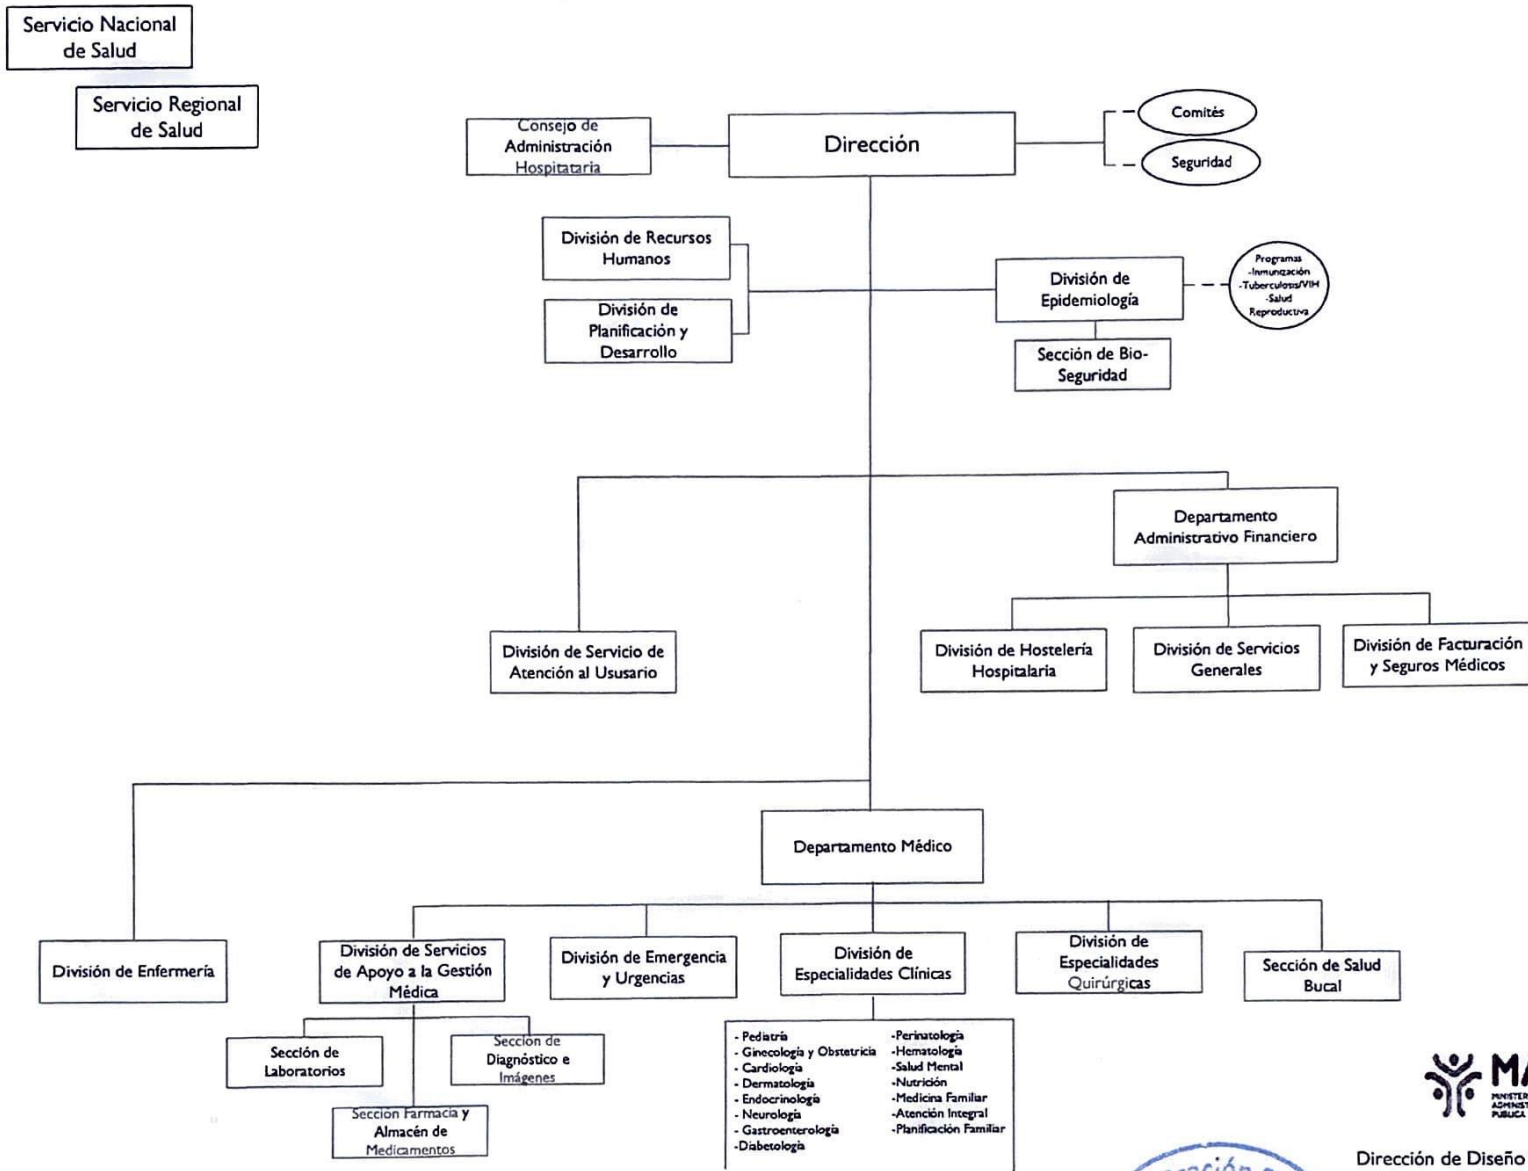 Servicio Nacional
de Salud
Servicio Regional
de Salud
Consejo de
Administración
Hospitataria
Dirección
Comités
Seguridad
División de Recursos
Humanos
División de
Planificación y
Desarrollo
División de
Epidemiología
Programas
-Inmunización
-Tuberculosis/VIH
-Salud
Reproductiva
Sección de Bio-
Seguridad
Departamento
Administrativo Financiero
División de Servicio de
Atención al Ususario
División de Hostelería
Hospitalaria
División de Servicios
Generales
División de Facturación
y Seguros Médicos
Departamento Médico
División de Enfermería
División de Servicios
de Apoyo a la Gestión
Médica
División de Emergencia
y Urgencias
División de
Especialidades Clínicas
División de
Especialidades
Quirúrgicas
Sección de Salud
Bucal
Sección de
Laboratorios
Sección de
Diagnóstico e
Imágenes
Sección Farmacia y
Almacén de
Medicamentos
- Pediatría
- Ginecología y Obstetricia
- Cardiología
- Dermatología
- Endocrinología
- Neurología
- Gastroenterología
-Diabetología
-Perinatología
-Hematología
-Salud Mental
-Nutrición
-Medicina Familiar
-Atención Integral
-Planificación Familiar
Dirección de Diseño